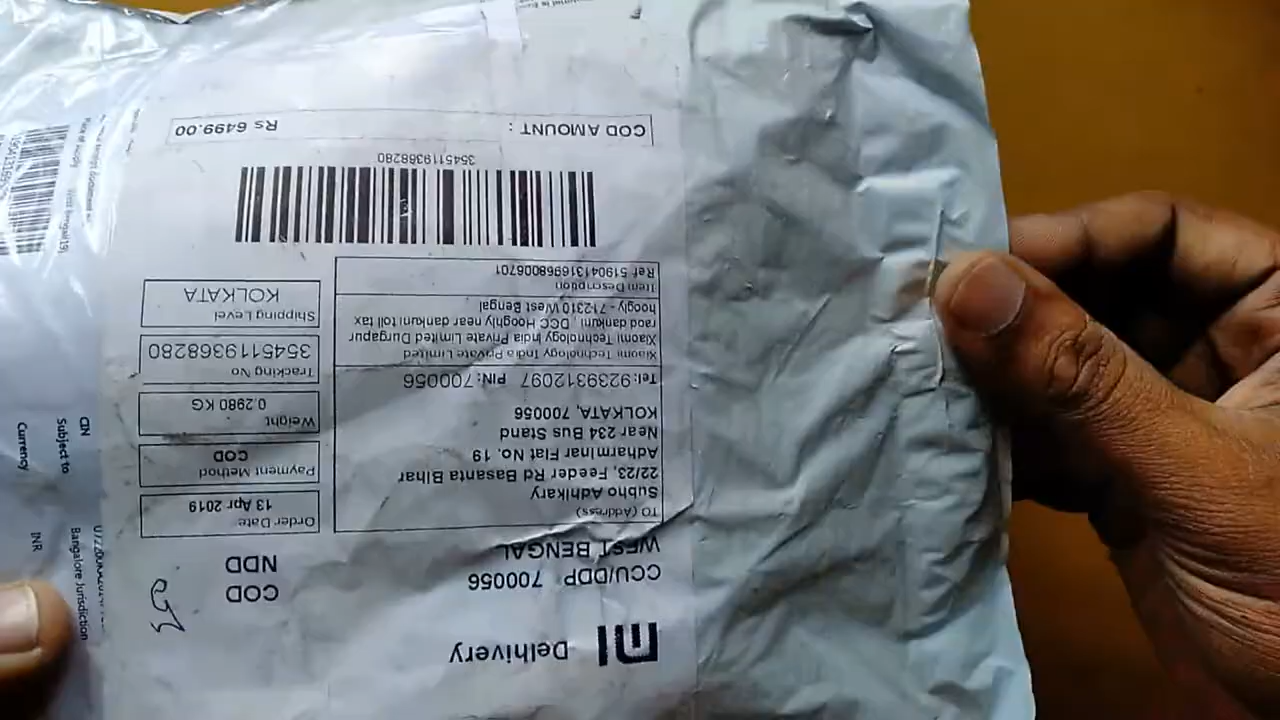 MI Delhivery
CCU/DDP 700056
WEST BENGAL
COD
NDD
TO (Address)
Subho Adhikary
22/23, Feeder Rd Basanta Bihar
Adharminar Flat No. 19
Near 234 Bus Stand
KOLKATA, 700056
Tel:9239312097 PIN: 700056
Order Date
13 Apr 2019
Payment Method
COD
Weight
0.2980 KG
Tracking No
3545119368280
Shipping Level
KOLKATA
Xiaomi Technology India Private Limited
Xiaomi Technology India Private Limited Durgapur
raod dankuni , DCC Hooghly near dankuni toll tax
hoogly - 712310 West Bengal
Item Description
Ref 519041316968006701
3545119368280
COD AMOUNT : Rs 6499.00
CIN
Subject to
Bangalore Jurisdiction
Currency
INR